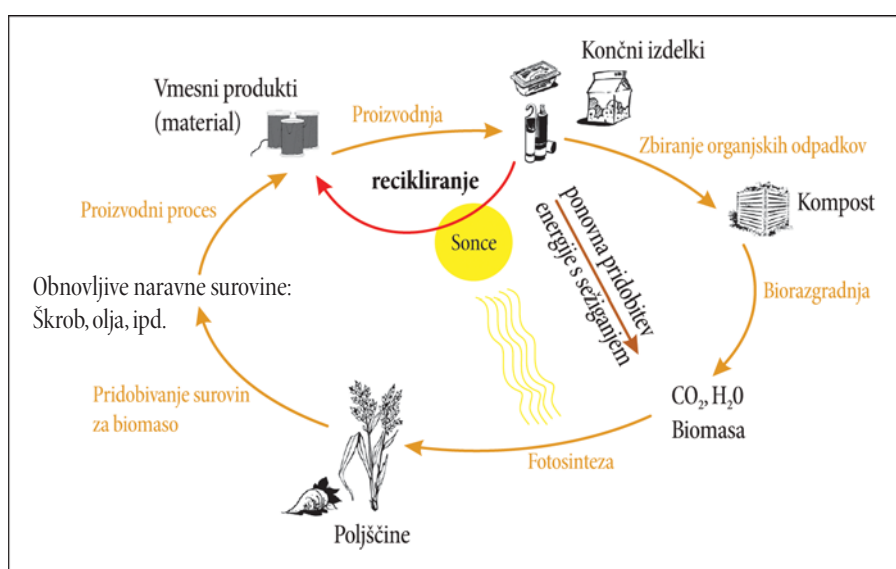 Vmesni produkti
(material)
Proizvodnja
Končni izdelki
Zbiranje organjskih odpadkov
Kompost
Biorazgradnja
CO₂, H₂0
Biomasa
Fotosinteza
Poljščine
Pridobivanje surovin
za biomaso
Obnovljive naravne surovine:
Škrob, olja, ipd.
Proizvodni proces
recikliranje
Sonce
ponovna pridobitev
energije s sežiganjem